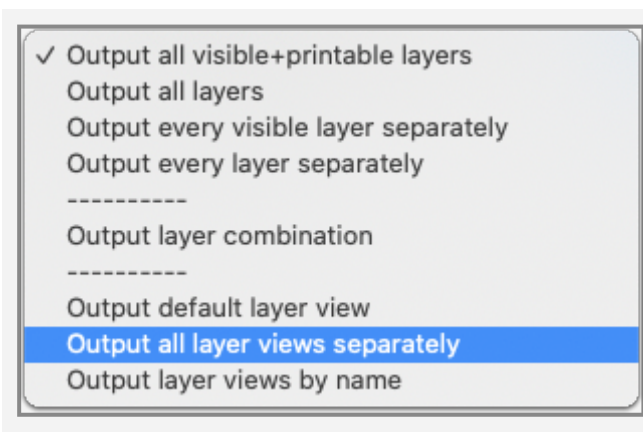 ✓ Output all visible+printable layers
Output all layers
Output every visible layer separately
Output every layer separately
----------
Output layer combination
----------
Output default layer view
Output all layer views separately
Output layer views by name